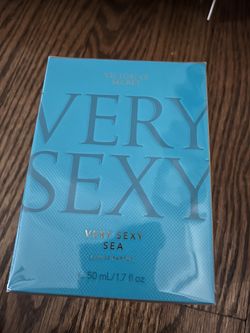 VICTORIA'S
SECRET
VERY
SEXY
VERY SEXY
SEA
50 mL/1.7 fl oz